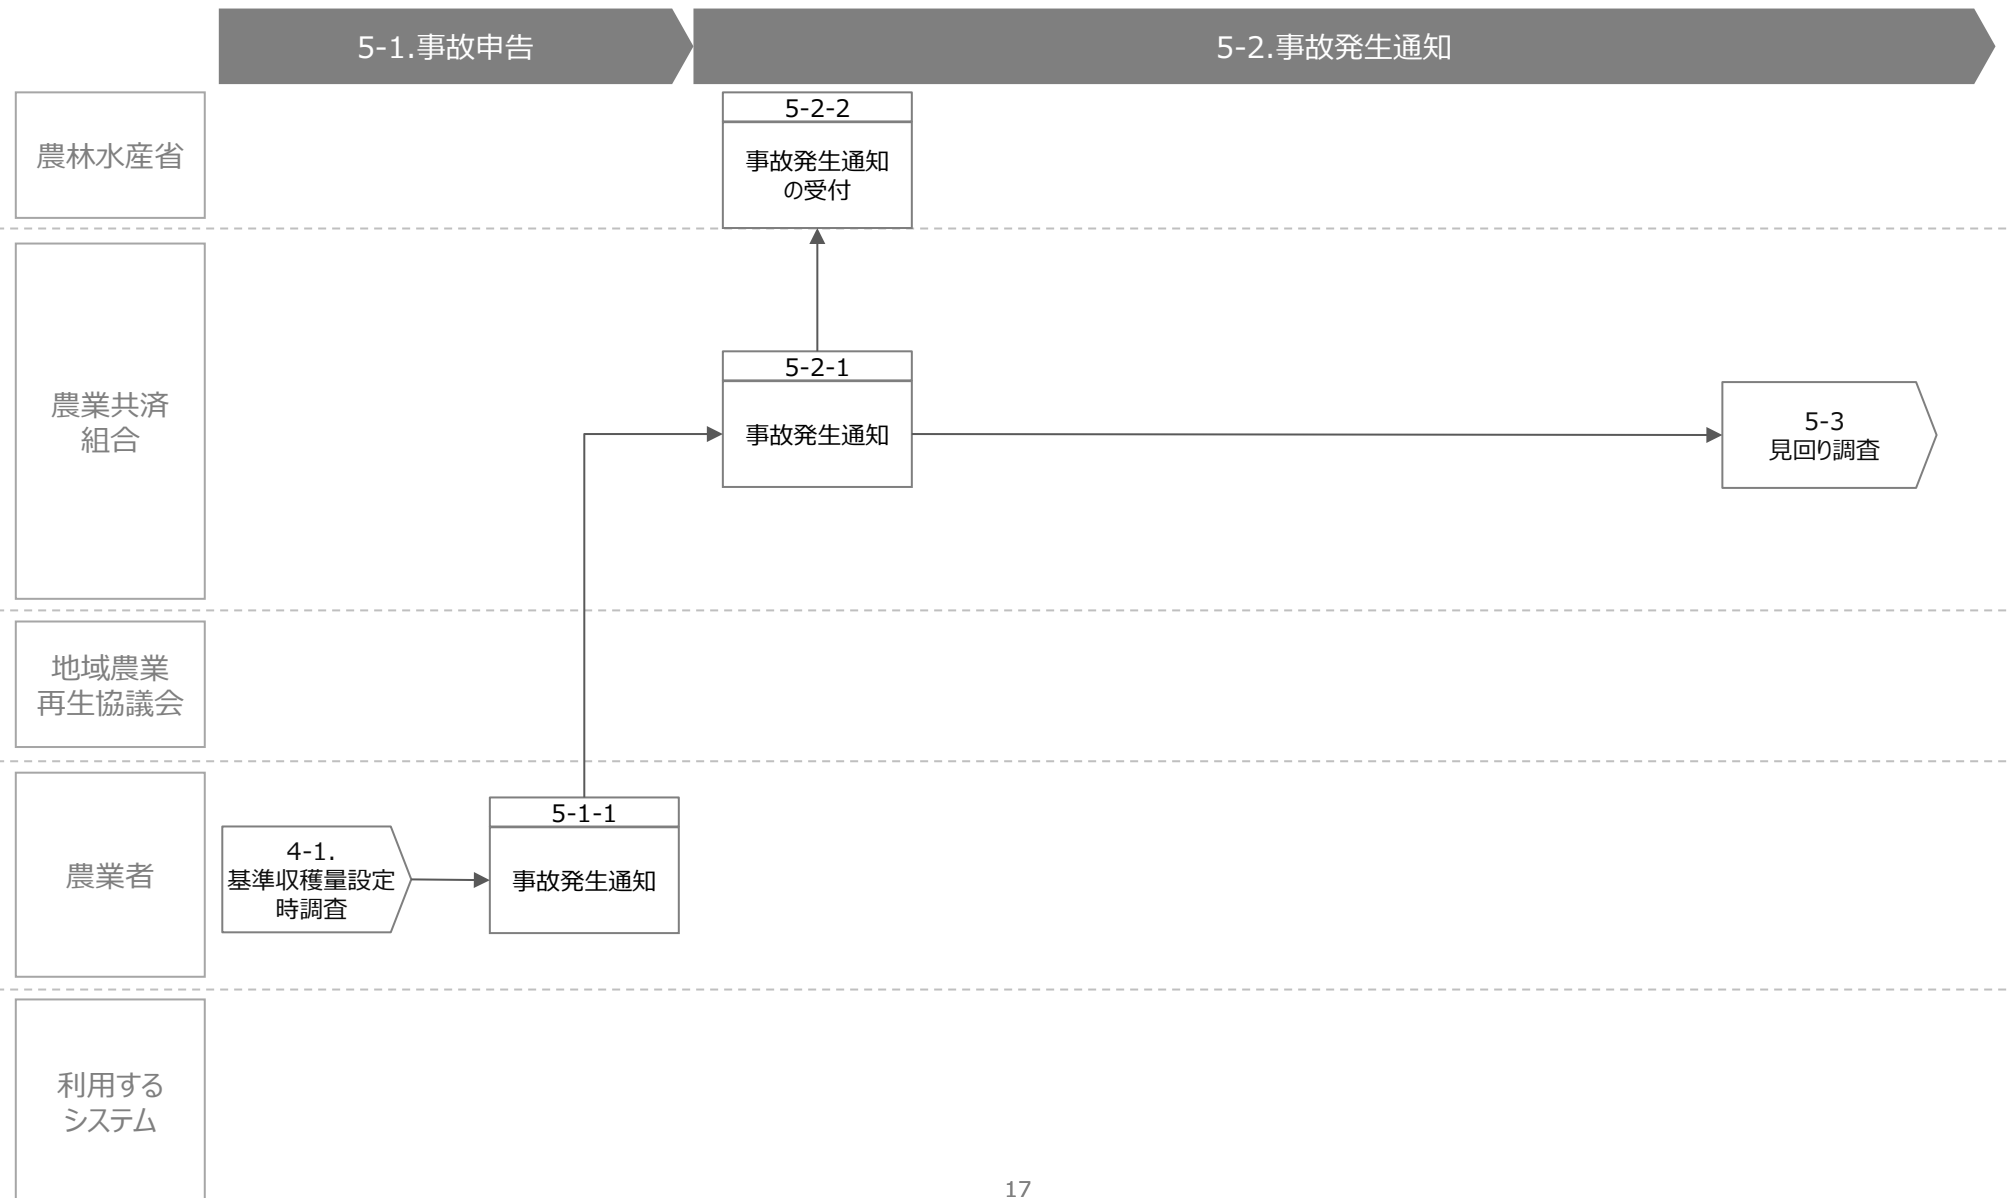 5-1.事故申告
5-2.事故発生通知
農林水産省
5-2-2
事故発生通知
の受付
農業共済
組合
5-2-1
事故発生通知
5-3
見回り調査
地域農業
再生協議会
農業者
4-1.
基準収穫量設定
時調査
5-1-1
事故発生通知
利用する
システム
17